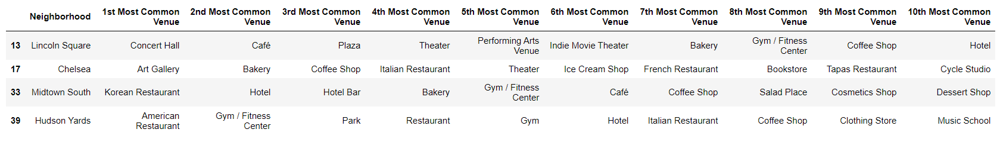 Neighborhood 1st Most Common Venue 2nd Most Common Venue 3rd Most Common Venue 4th Most Common Venue 5th Most Common Venue 6th Most Common Venue 7th Most Common Venue 8th Most Common Venue 9th Most Common Venue 10th Most Common Venue
13 Lincoln Square Concert Hall Café Plaza Theater Performing Arts Venue Indie Movie Theater Bakery Gym / Fitness Center Coffee Shop Hotel
17 Chelsea Art Gallery Bakery Coffee Shop Italian Restaurant Theater Ice Cream Shop French Restaurant Bookstore Tapas Restaurant Cycle Studio
33 Midtown South Korean Restaurant Hotel Hotel Bar Bakery Gym / Fitness Center Café Coffee Shop Salad Place Cosmetics Shop Dessert Shop
39 Hudson Yards American Restaurant Gym / Fitness Center Park Restaurant Gym Hotel Italian Restaurant Coffee Shop Clothing Store Music School